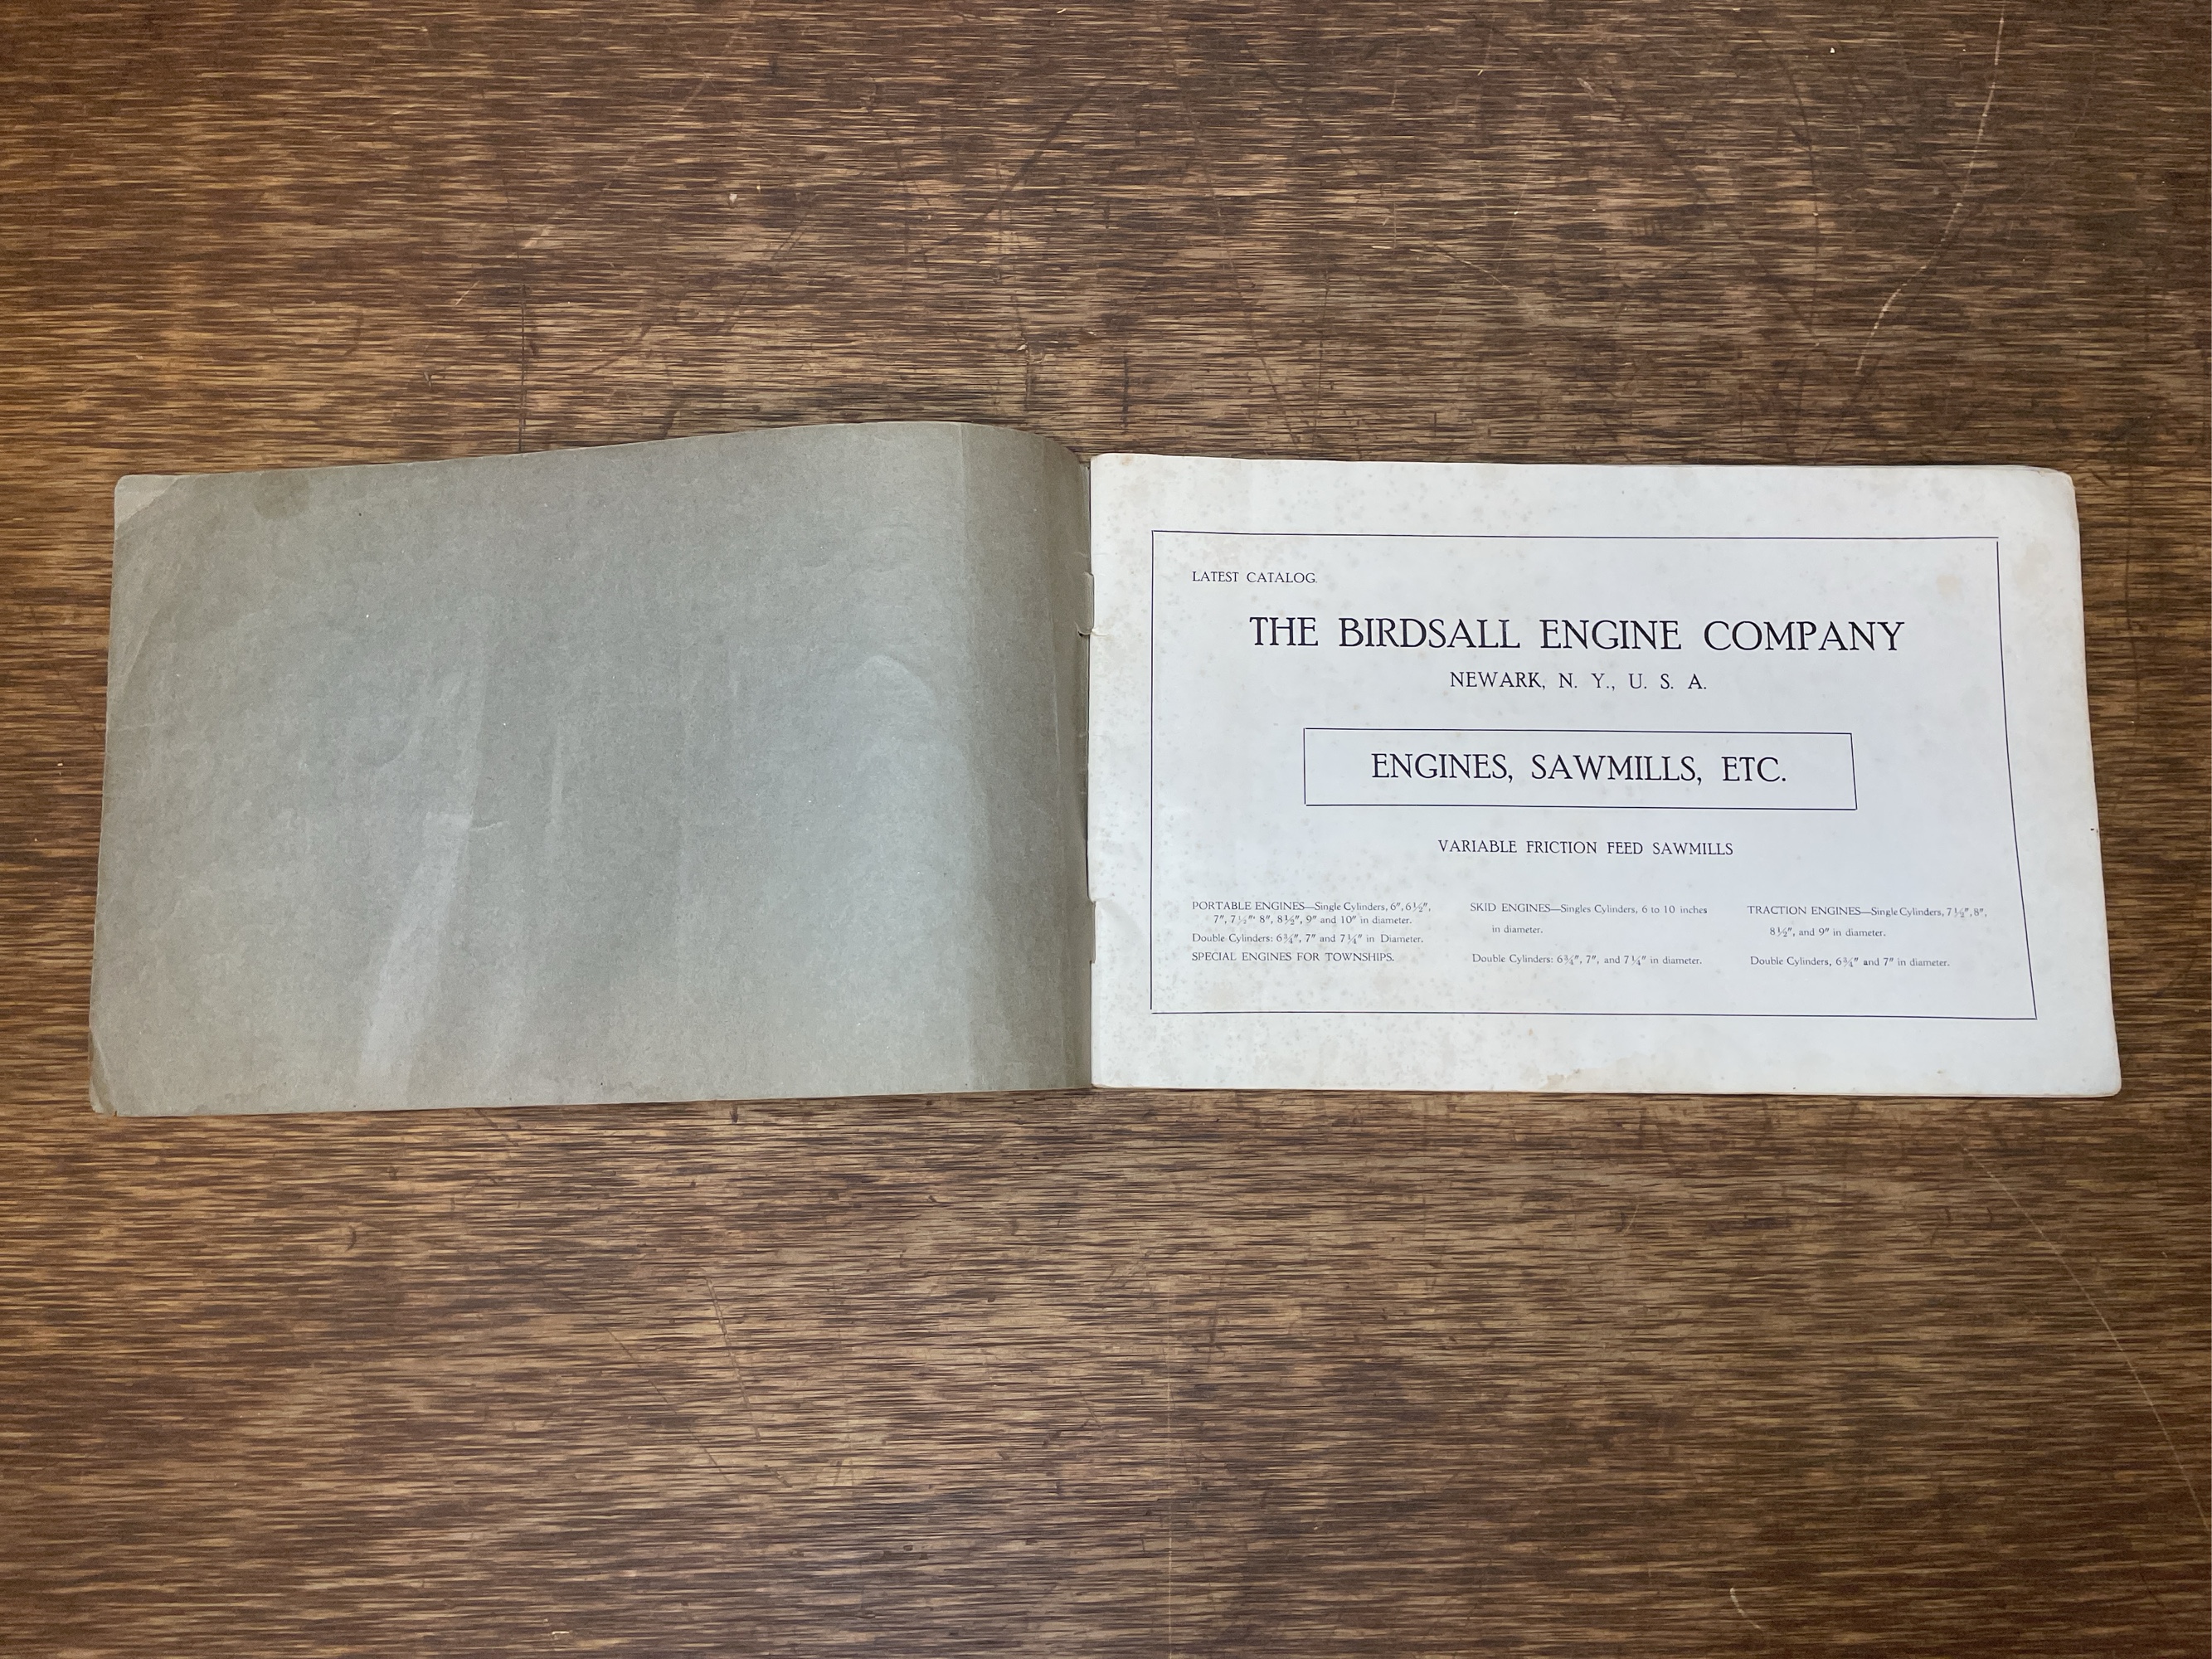 LATEST CATALOG.
THE BIRDSALL ENGINE COMPANY
NEWARK, N. Y., U. S. A.
ENGINES, SAWMILLS, ETC.
VARIABLE FRICTION FEED SAWMILLS
PORTABLE ENGINES—Single Cylinders, 6", 6½",
7", 7½", 8", 8½", 9" and 10" in diameter.
Double Cylinders: 6¾", 7" and 7¼" in Diameter.
SPECIAL ENGINES FOR TOWNSHIPS.
SKID ENGINES—Singles Cylinders, 6 to 10 inches
in diameter.
Double Cylinders: 6¾", 7", and 7¼" in diameter.
TRACTION ENGINES—Single Cylinders, 7½", 8",
8½", and 9" in diameter.
Double Cylinders, 6¾" and 7" in diameter.